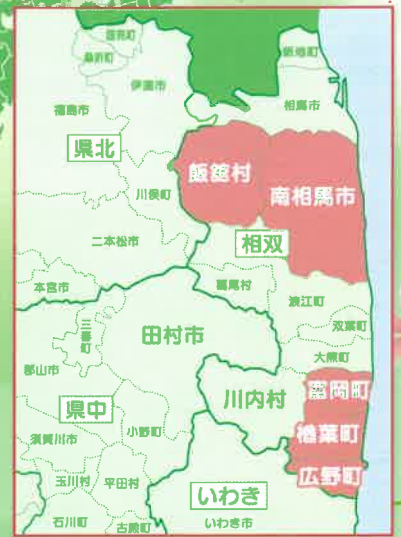 国見町
桑折町
新地町
伊達市
相馬市
福島市
県北
飯舘村
南相馬市
川俣町
相双
二本松市
葛尾村
浪江町
本宮市
双葉町
三春町
田村市
大熊町
郡山市
富岡町
川内村
県中
小野町
楢葉町
須賀川市
玉川村
平田村
広野町
いわき
石川町
古殿町
いわき市